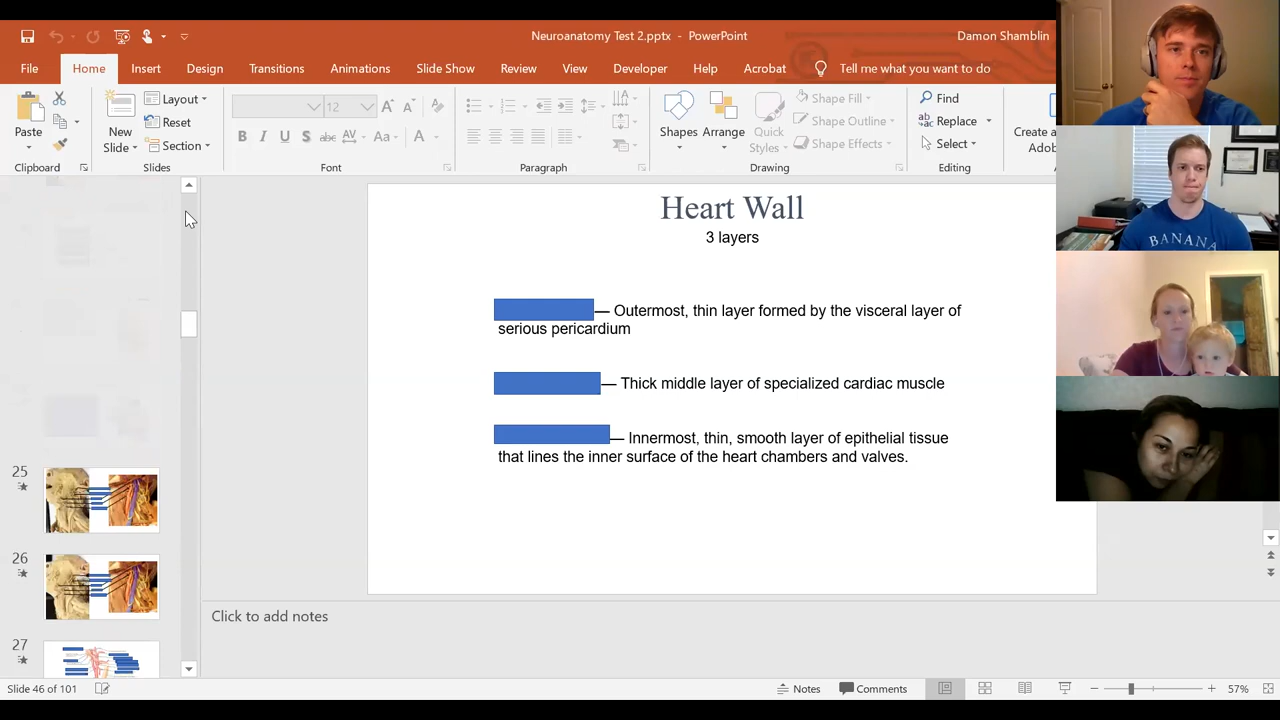 Neuroanatomy Test 2.pptx - PowerPoint
Damon Shamblin
File Home Insert Design Transitions Animations Slide Show Review View Developer Help Acrobat Tell me what you want to do
Paste
Clipboard
New
Slide
Layout
Reset
Section
Slides
12
B I U S abc AV Aa A
Font
Paragraph
Shapes
Arrange
Quick
Styles
Shape Fill
Shape Outline
Shape Effects
Drawing
Find
Replace
Select
Editing
Create a
Adob
Heart Wall
3 layers
— Outermost, thin layer formed by the visceral layer of
serious pericardium
— Thick middle layer of specialized cardiac muscle
— Innermost, thin, smooth layer of epithelial tissue
that lines the inner surface of the heart chambers and valves.
25
26
27
Click to add notes
Slide 46 of 101
Notes
Comments
57%
BANANA